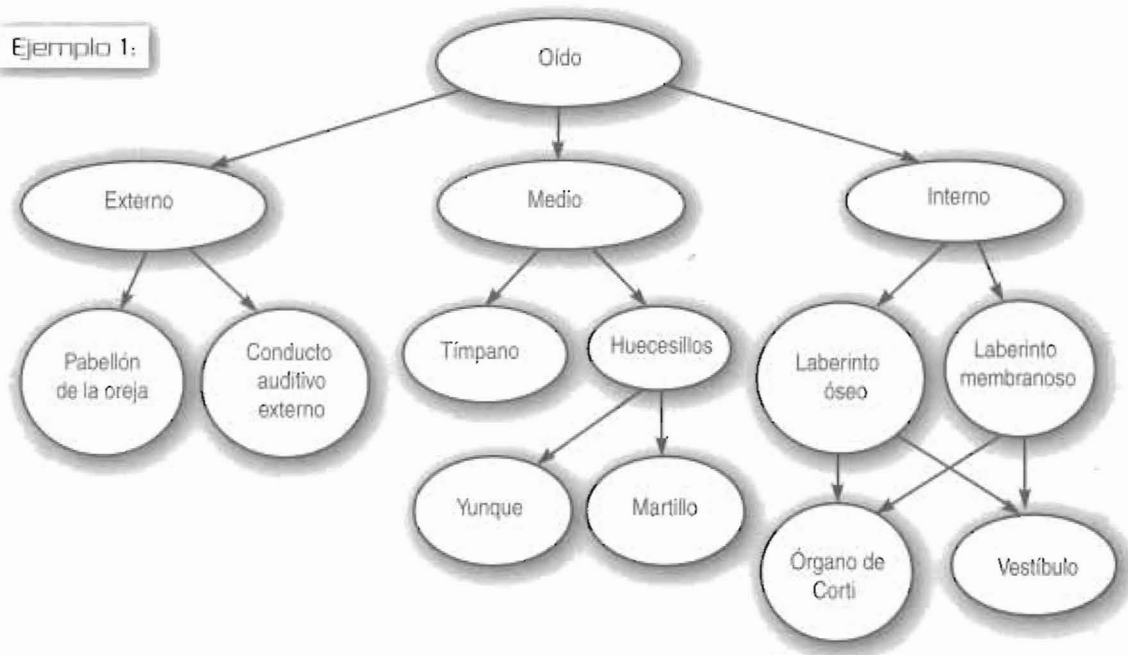 Ejemplo 1:
Oído
Externo
Medio
Interno
Pabellón
de la oreja
Conducto
auditivo
externo
Tímpano
Huecesillos
Laberinto
óseo
Laberinto
membranoso
Yunque
Martillo
Órgano de
Corti
Vestíbulo